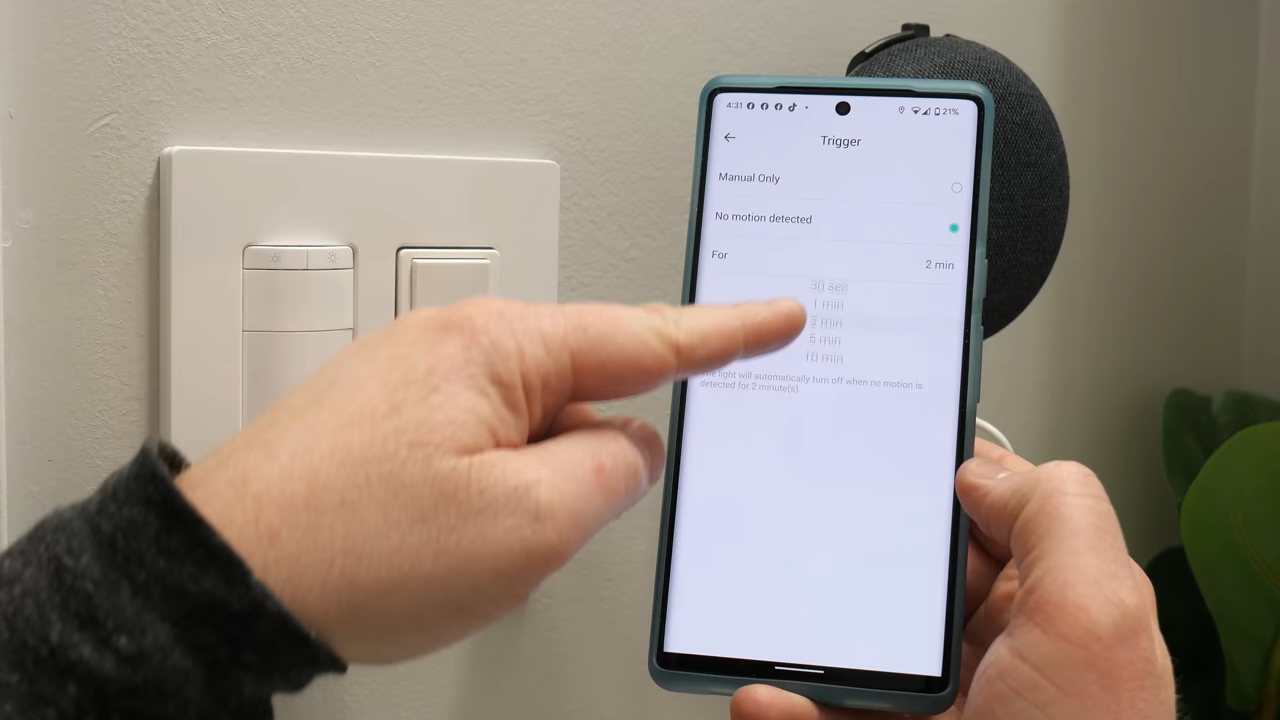 4:31
21%
Trigger
Manual Only
No motion detected
For
2 min
30 sec
1 min
2 min
5 min
10 min
light will automatically turn off when no motion is
detected for 2 minute(s)